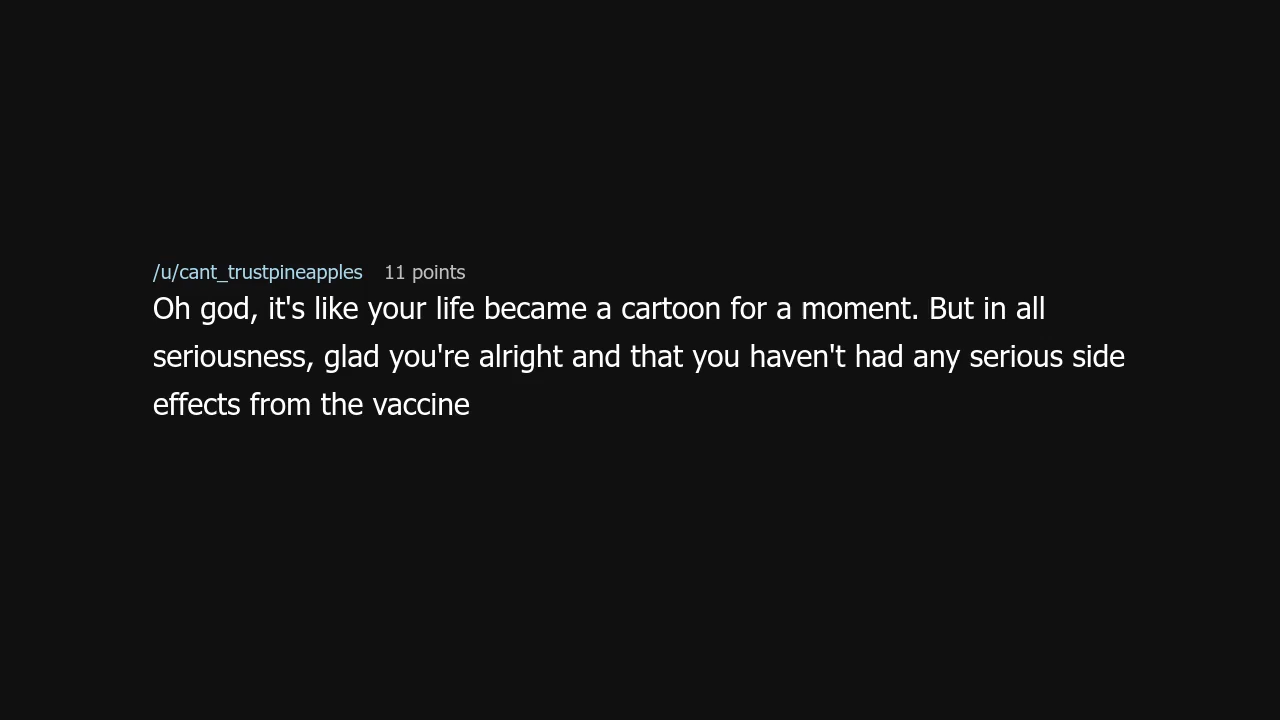 /u/cant_trustpineapples 11 points
Oh god, it's like your life became a cartoon for a moment. But in all
seriousness, glad you're alright and that you haven't had any serious side
effects from the vaccine